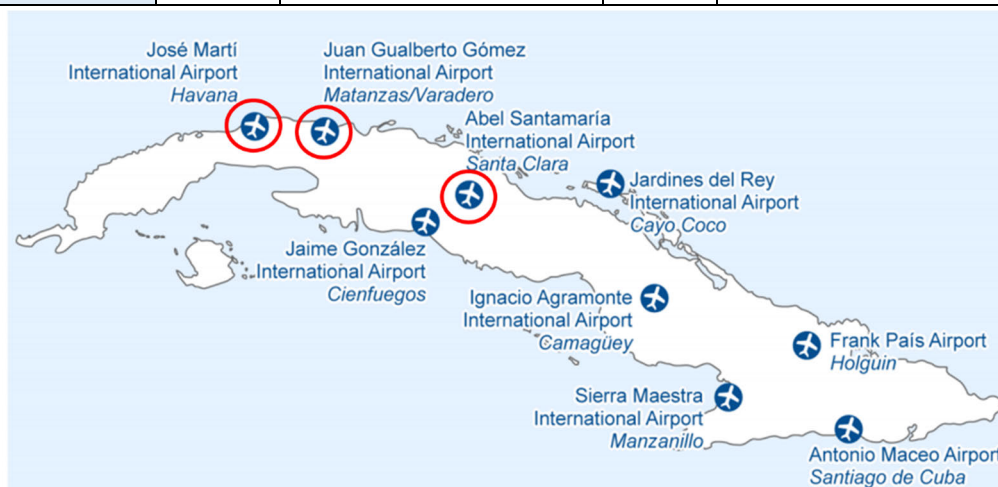 José Martí
International Airport
Havana
Juan Gualberto Gómez
International Airport
Matanzas/Varadero
Abel Santamaría
International Airport
Santa Clara
Jardines del Rey
International Airport
Cayo Coco
Jaime González
International Airport
Cienfuegos
Ignacio Agramonte
International Airport
Camagüey
Frank País Airport
Holguin
Sierra Maestra
International Airport
Manzanillo
Antonio Maceo Airport
Santiago de Cuba